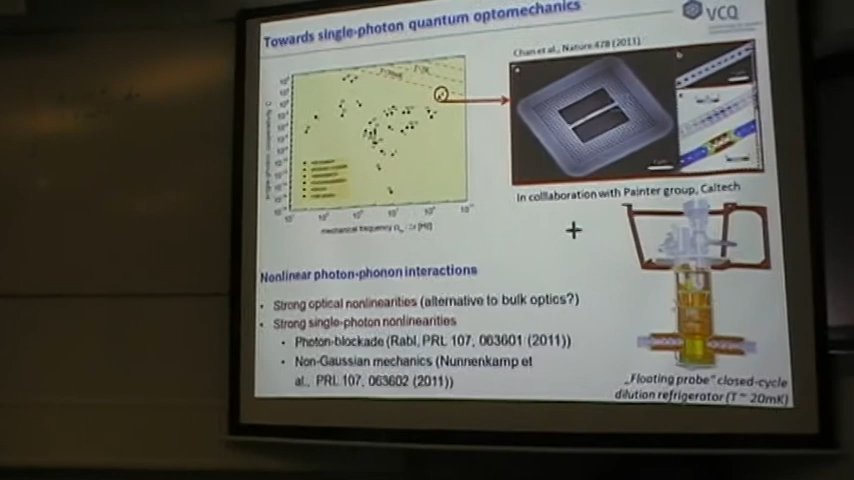 Towards single-photon quantum optomechanics
VCQ
Chan et al., Nature 478 (2011)
a
b
In colllaboration with Painter group, Caltech
+
mechanical frequency
Nonlinear photon-phonon interactions
• Strong optical nonlinearities (alternative to bulk optics?)
• Strong single-photon nonlinearities
• Photon-blockade (Rabl, PRL 107, 063601 (2011))
• Non-Gaussian mechanics (Nunnenkamp et
al., PRL 107, 063602 (2011))
„Floating probe" closed-cycle
dilution refrigerator (T ~ 20mK)